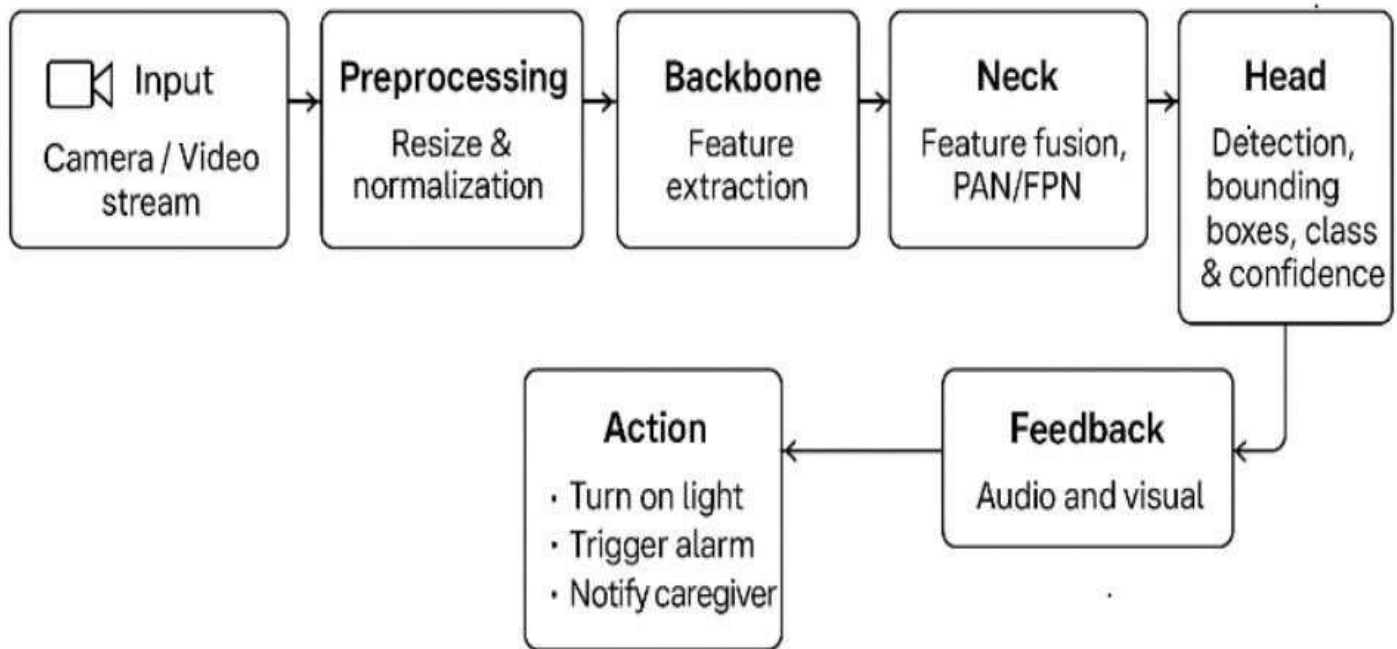 Input
Camera / Video
stream
Preprocessing
Resize &
normalization
Backbone
Feature
extraction
Neck
Feature fusion,
PAN/FPN
Head
Detection,
bounding
boxes, class
& confidence
Action
· Turn on light
· Trigger alarm
· Notify caregiver
Feedback
Audio and visual